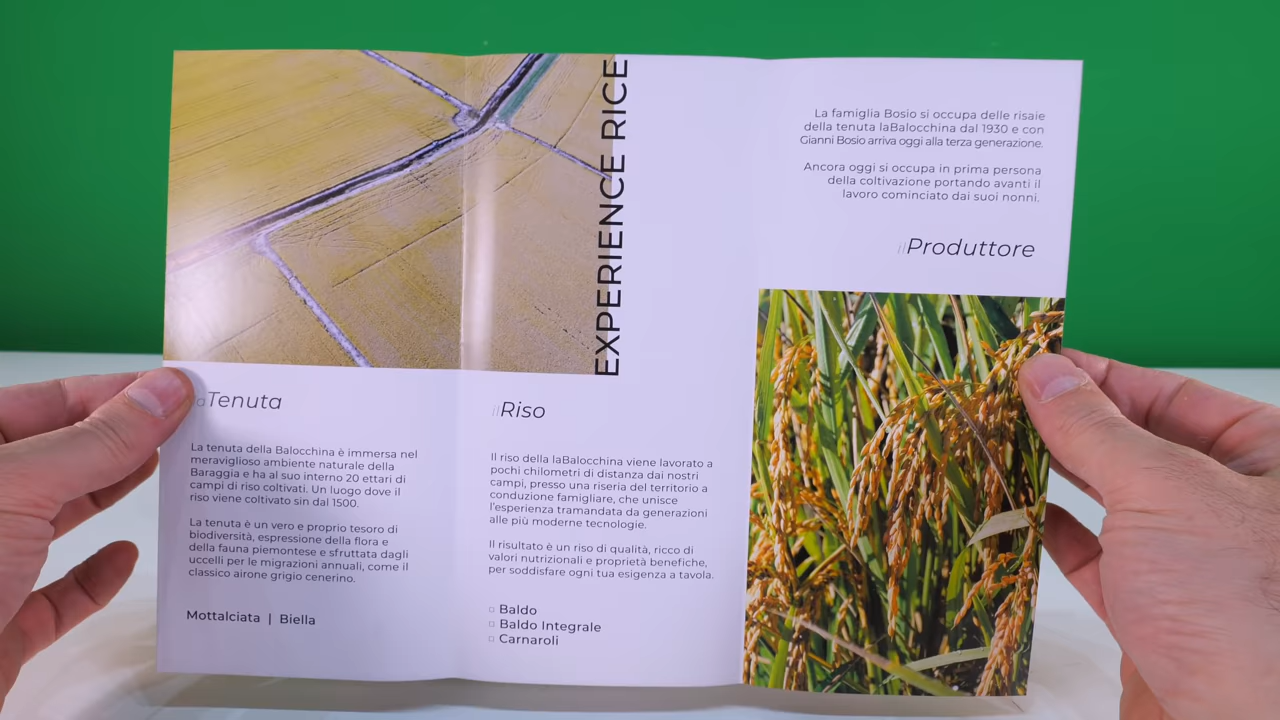 EXPERIENCE RICE
Tenuta
La tenuta della Balocchina è immersa nel
meraviglioso ambiente naturale della
Baraggia e ha al suo interno 20 ettari di
campi di riso coltivati. Un luogo dove il
riso viene coltivato sin dal 1500.
La tenuta è un vero e proprio tesoro di
biodiversità, espressione della flora e
della fauna piemontese e sfruttata dagli
uccelli per le migrazioni annuali, come il
classico airone grigio cenerino.
Mottalciata | Biella
ilRiso
Il riso della laBalocchina viene lavorato a
pochi chilometri di distanza dai nostri
campi, presso una riseria del territorio a
conduzione famigliare, che unisce
l'esperienza tramandata da generazioni
alle più moderne tecnologie.
Il risultato è un riso di qualità, ricco di
valori nutrizionali e proprietà benefiche,
per soddisfare ogni tua esigenza a tavola.
Baldo
Baldo Integrale
Carnaroli
La famiglia Bosio si occupa delle risaie
della tenuta laBalocchina dal 1930 e con
Gianni Bosio arriva oggi alla terza generazione.
Ancora oggi si occupa in prima persona
della coltivazione portando avanti il
lavoro cominciato dai suoi nonni.
ilProduttore